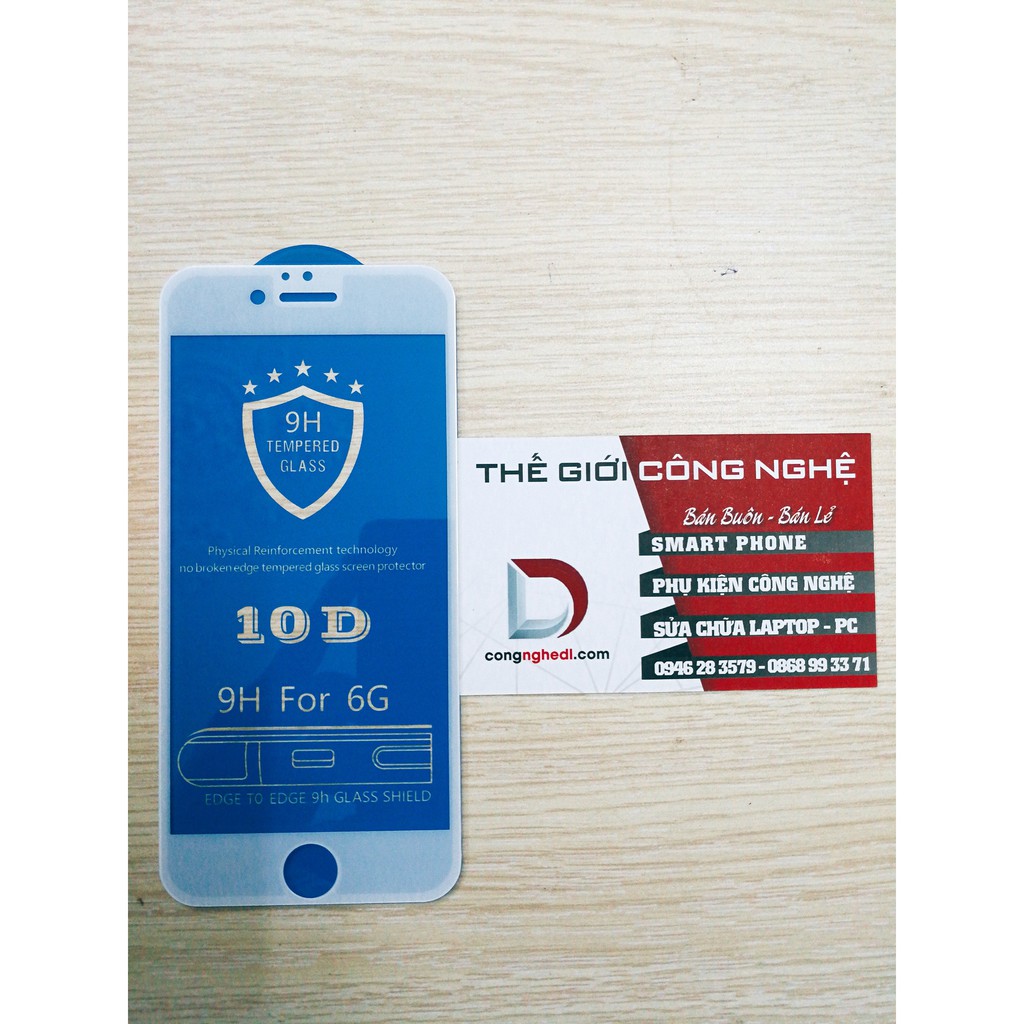 9H
TEMPERED
GLASS
Physical Reinforcement technology
no broken edge tempered glass screen protector
10D
9H For 6G
EDGE TO EDGE 9h GLASS SHIELD
THẾ GIỚI CÔNG NGHỆ
Bán Buôn - Bán Lẻ
SMART PHONE
PHỤ KIỆN CÔNG NGHỆ
SỬA CHỮA LAPTOP - PC
0946 28 3579 - 0868 99 33 71
congnghedl.com